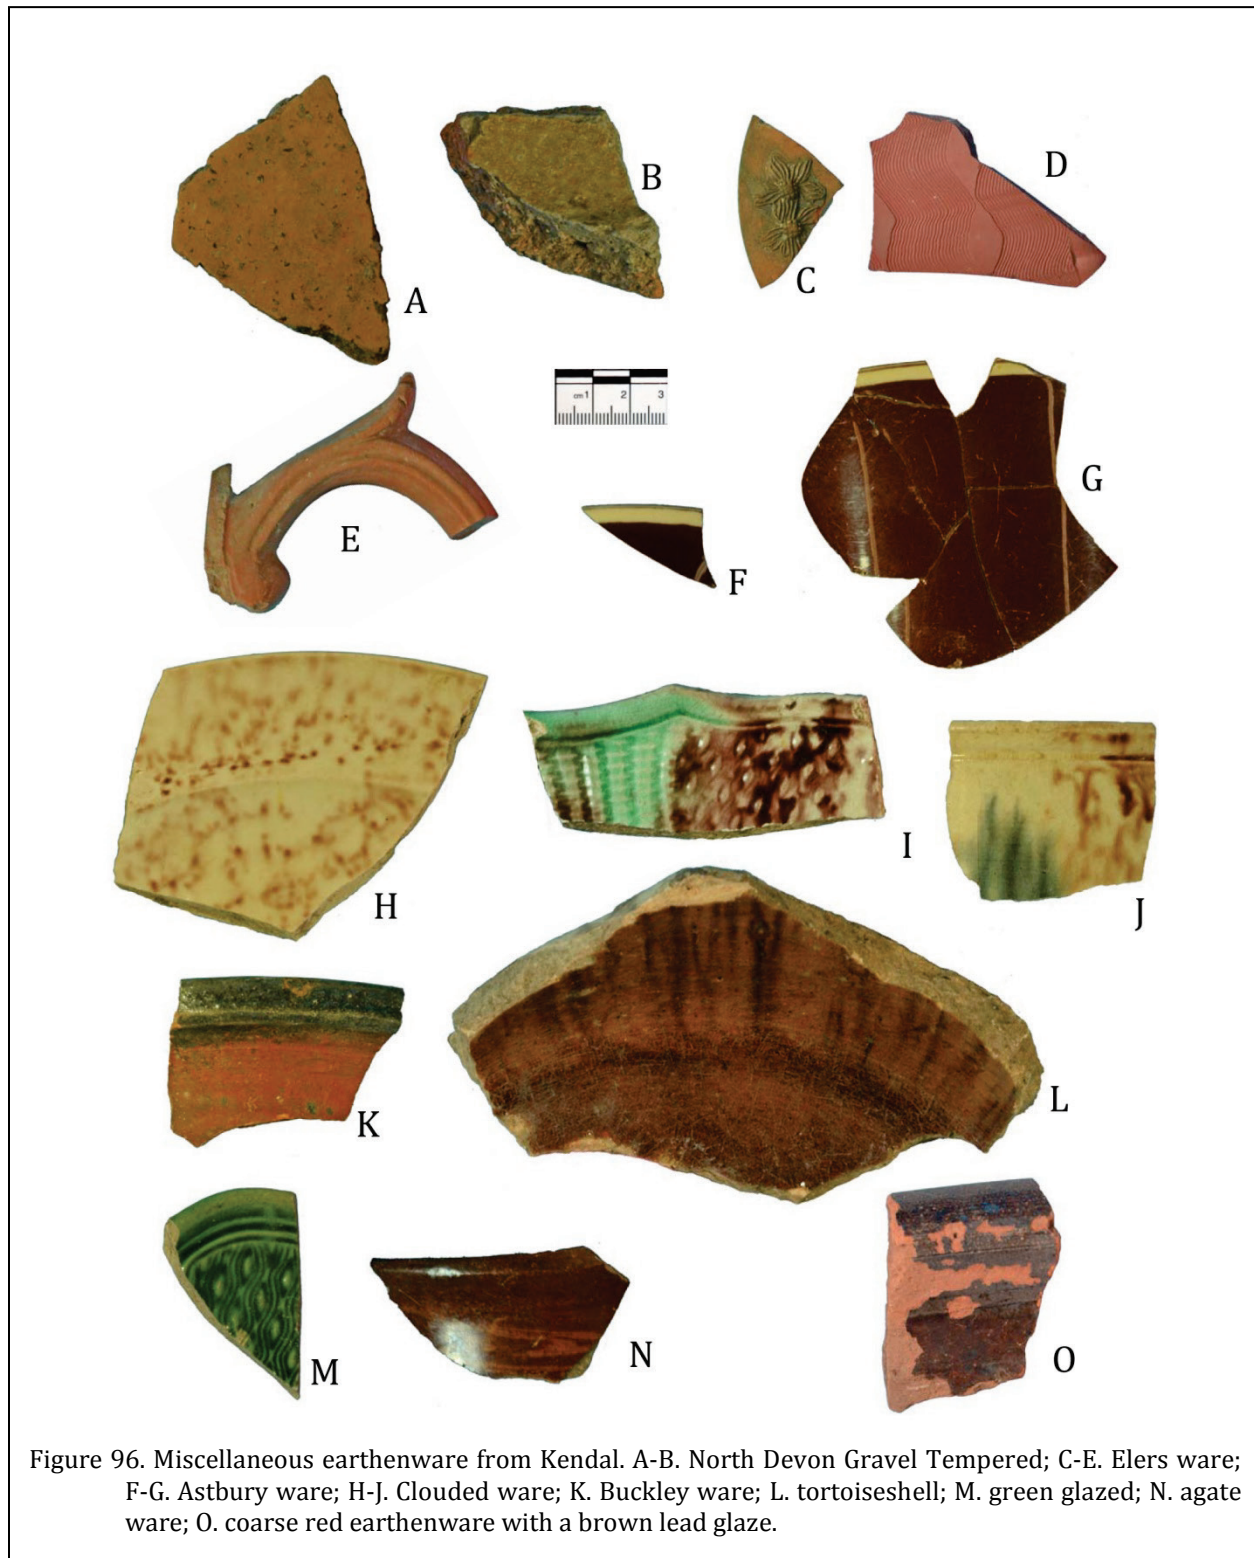 A
B
C
D
cm 1 2 3
E
F
G
H
I
J
K
L
M
N
O
Figure 96. Miscellaneous earthenware from Kendal. A-B. North Devon Gravel Tempered; C-E. Elers ware;
F-G. Astbury ware; H-J. Clouded ware; K. Buckley ware; L. tortoiseshell; M. green glazed; N. agate
ware; O. coarse red earthenware with a brown lead glaze.